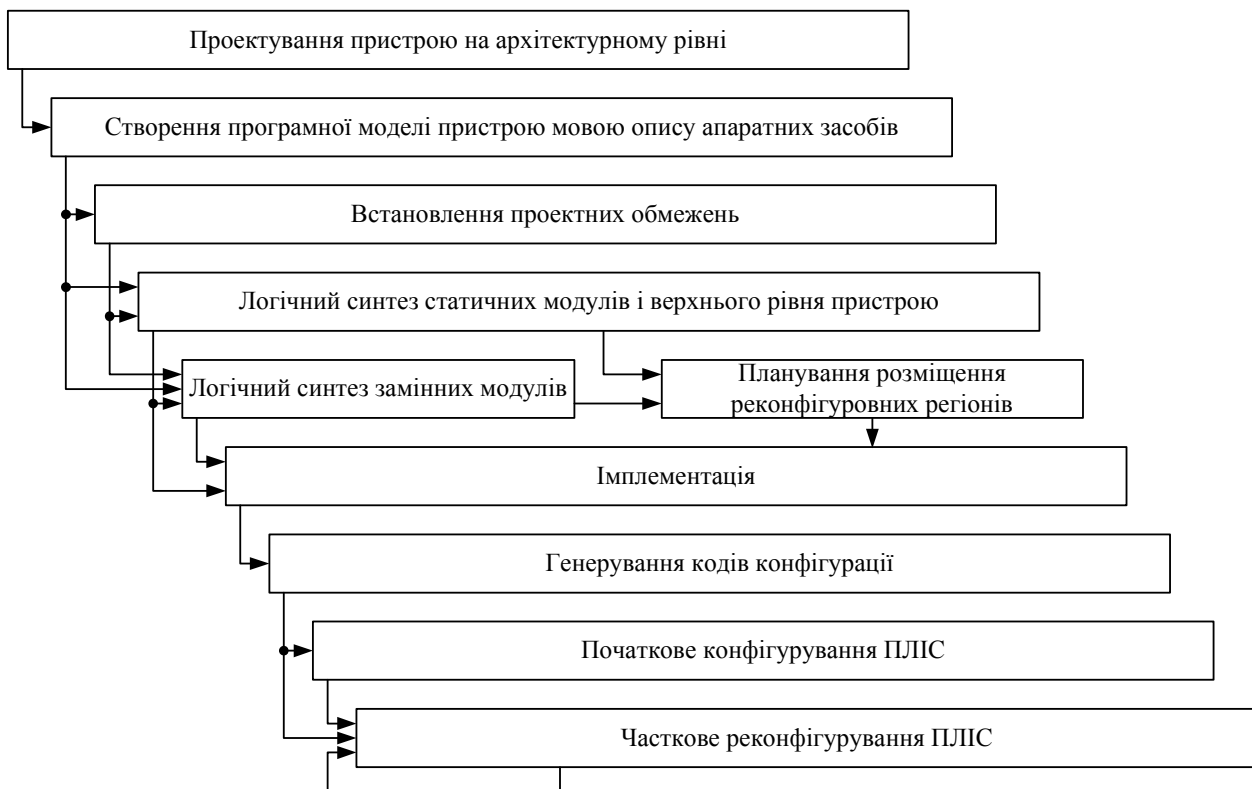 Проектування пристрою на архітектурному рівні
Створення програмної моделі пристрою мовою опису апаратних засобів
Встановлення проектних обмежень
Логічний синтез статичних модулів і верхнього рівня пристрою
Логічний синтез замінних модулів
Планування розміщення
реконфігуровних регіонів
Імплементація
Генерування кодів конфігурації
Початкове конфігурування ПЛІС
Часткове реконфігурування ПЛІС